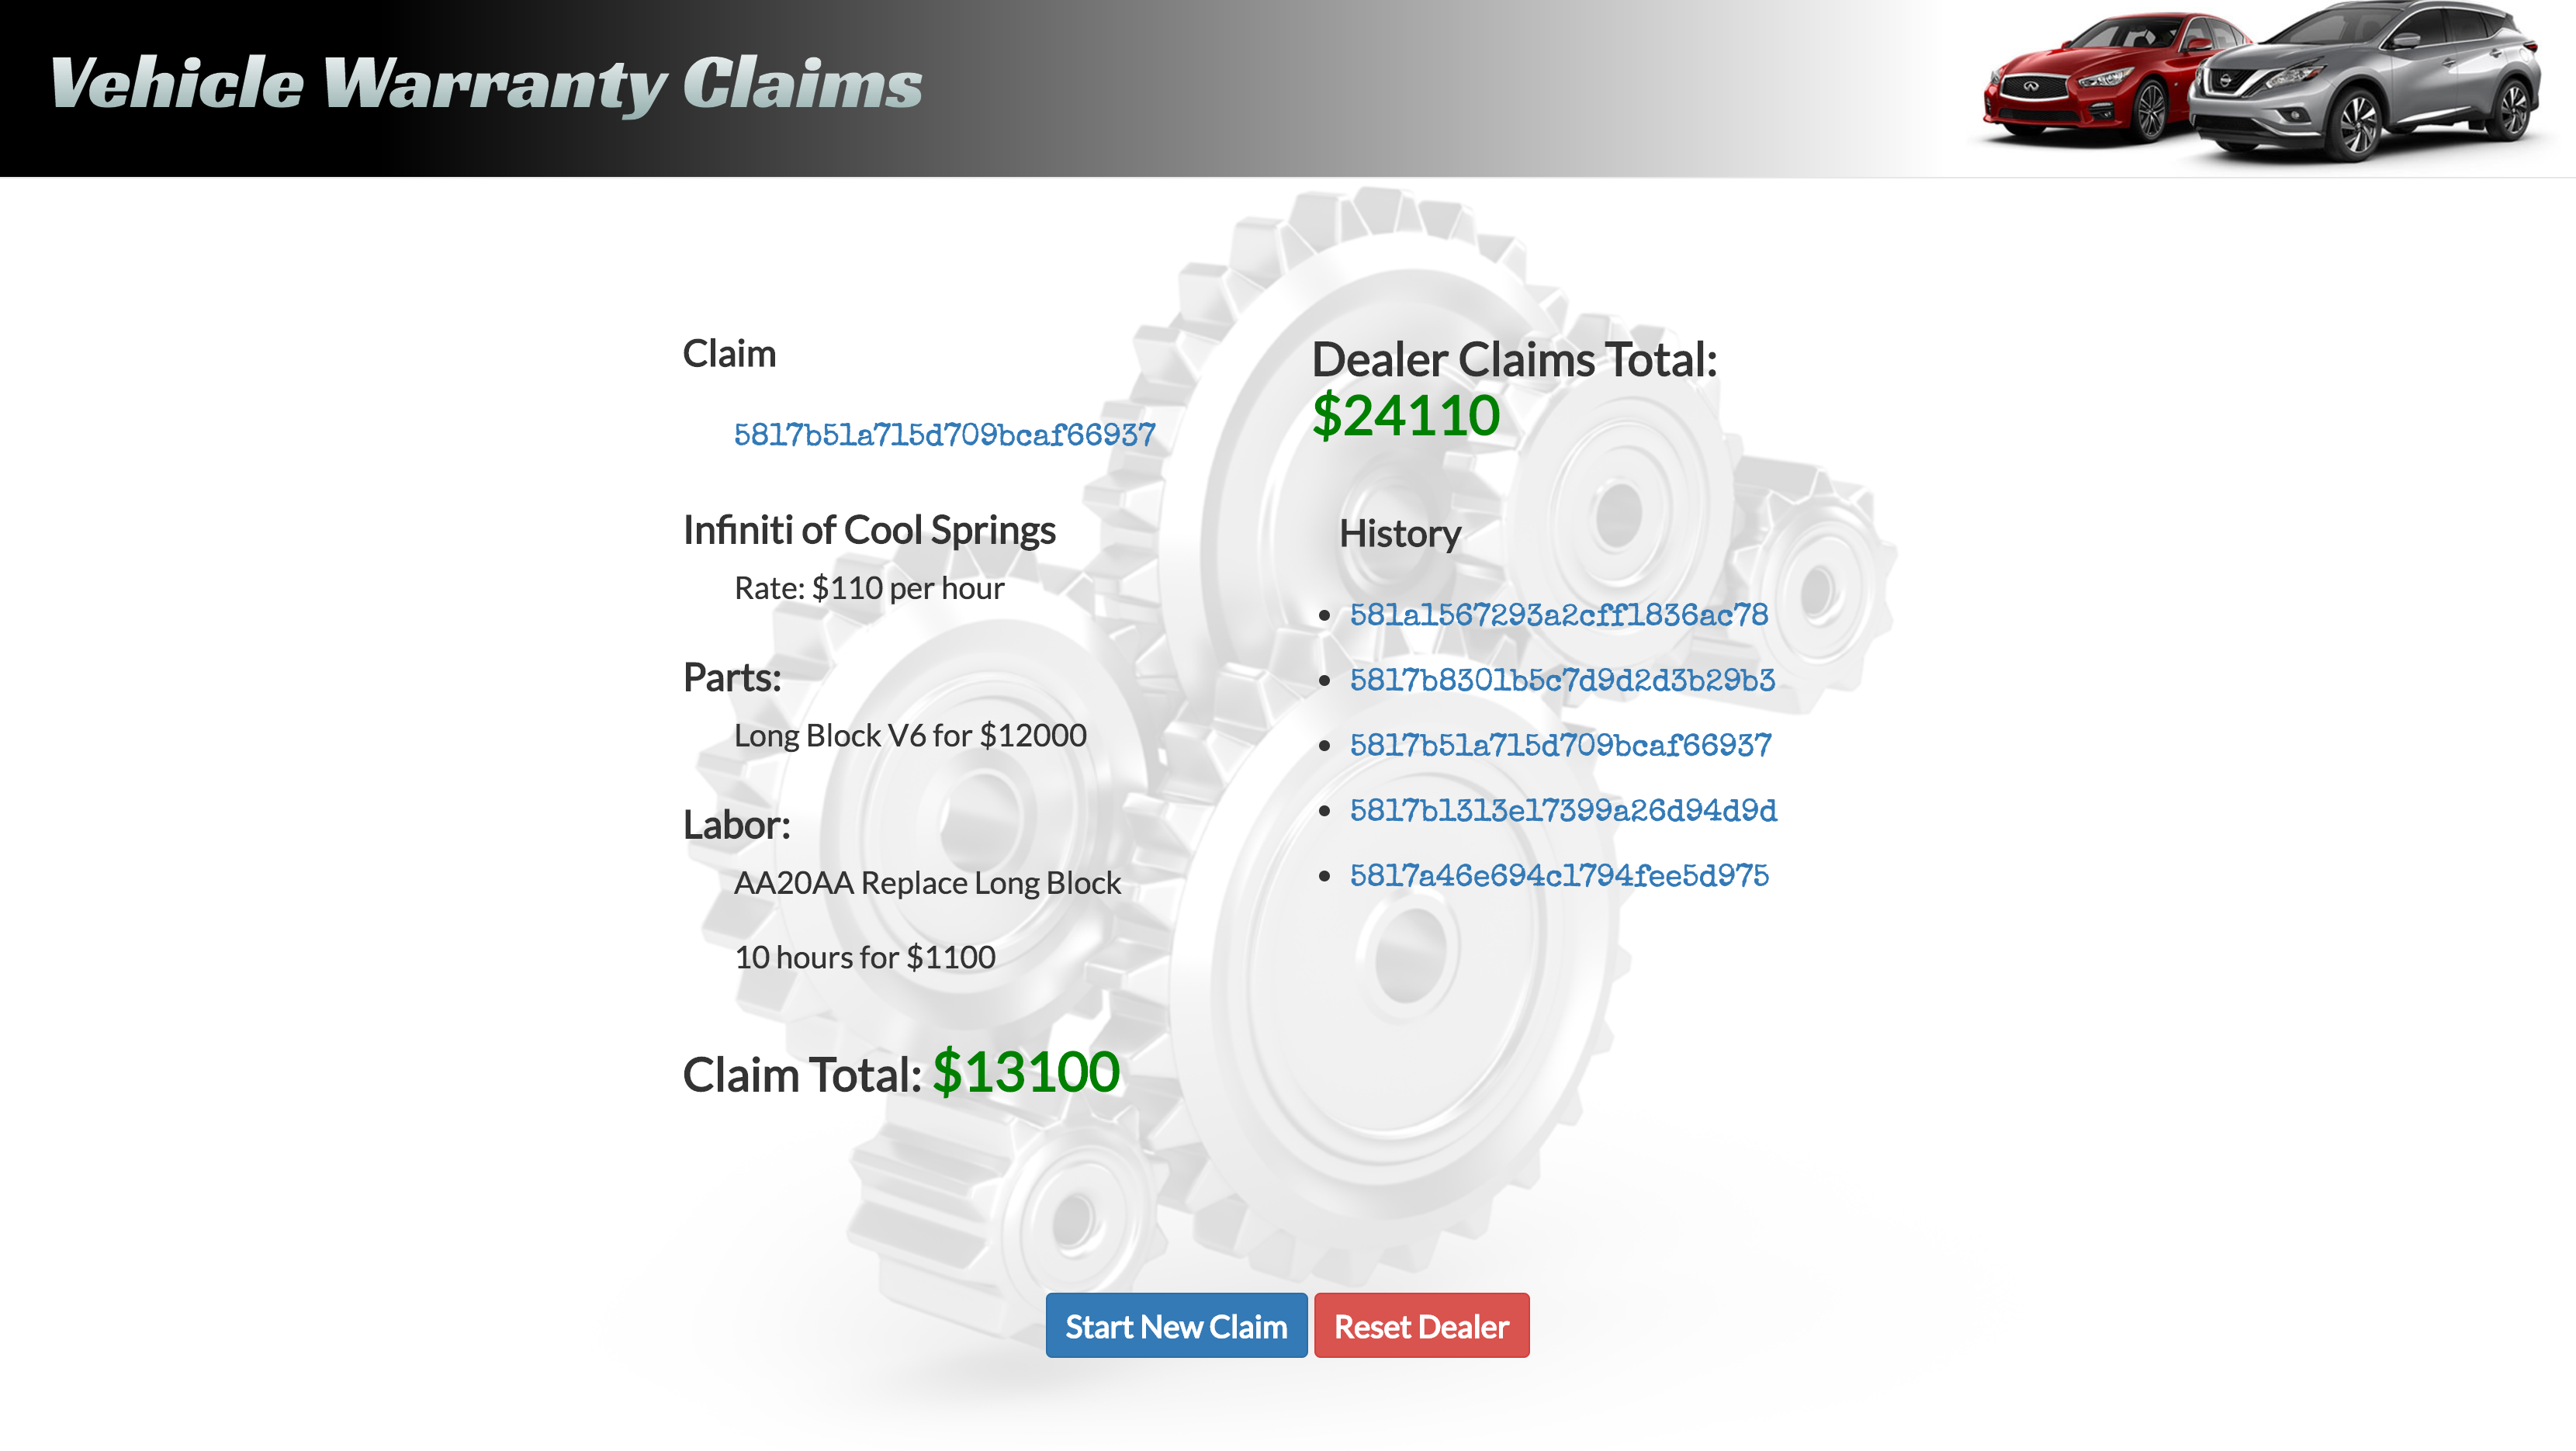 Vehicle Warranty Claims
Claim
5817b51a715d709bcaf66937
Infiniti of Cool Springs
Rate: $110 per hour
Parts:
Long Block V6 for $12000
Labor:
AA20AA Replace Long Block
10 hours for $1100
Claim Total: $13100
Dealer Claims Total:
$24110
History
581a1567293a2cff1836ac78
5817b8301b5c7d9d2d3b29b3
5817b51a715d709bcaf66937
5817b1313e17399a26d94d9d
5817a46e694c1794fee5d975
Start New Claim
Reset Dealer